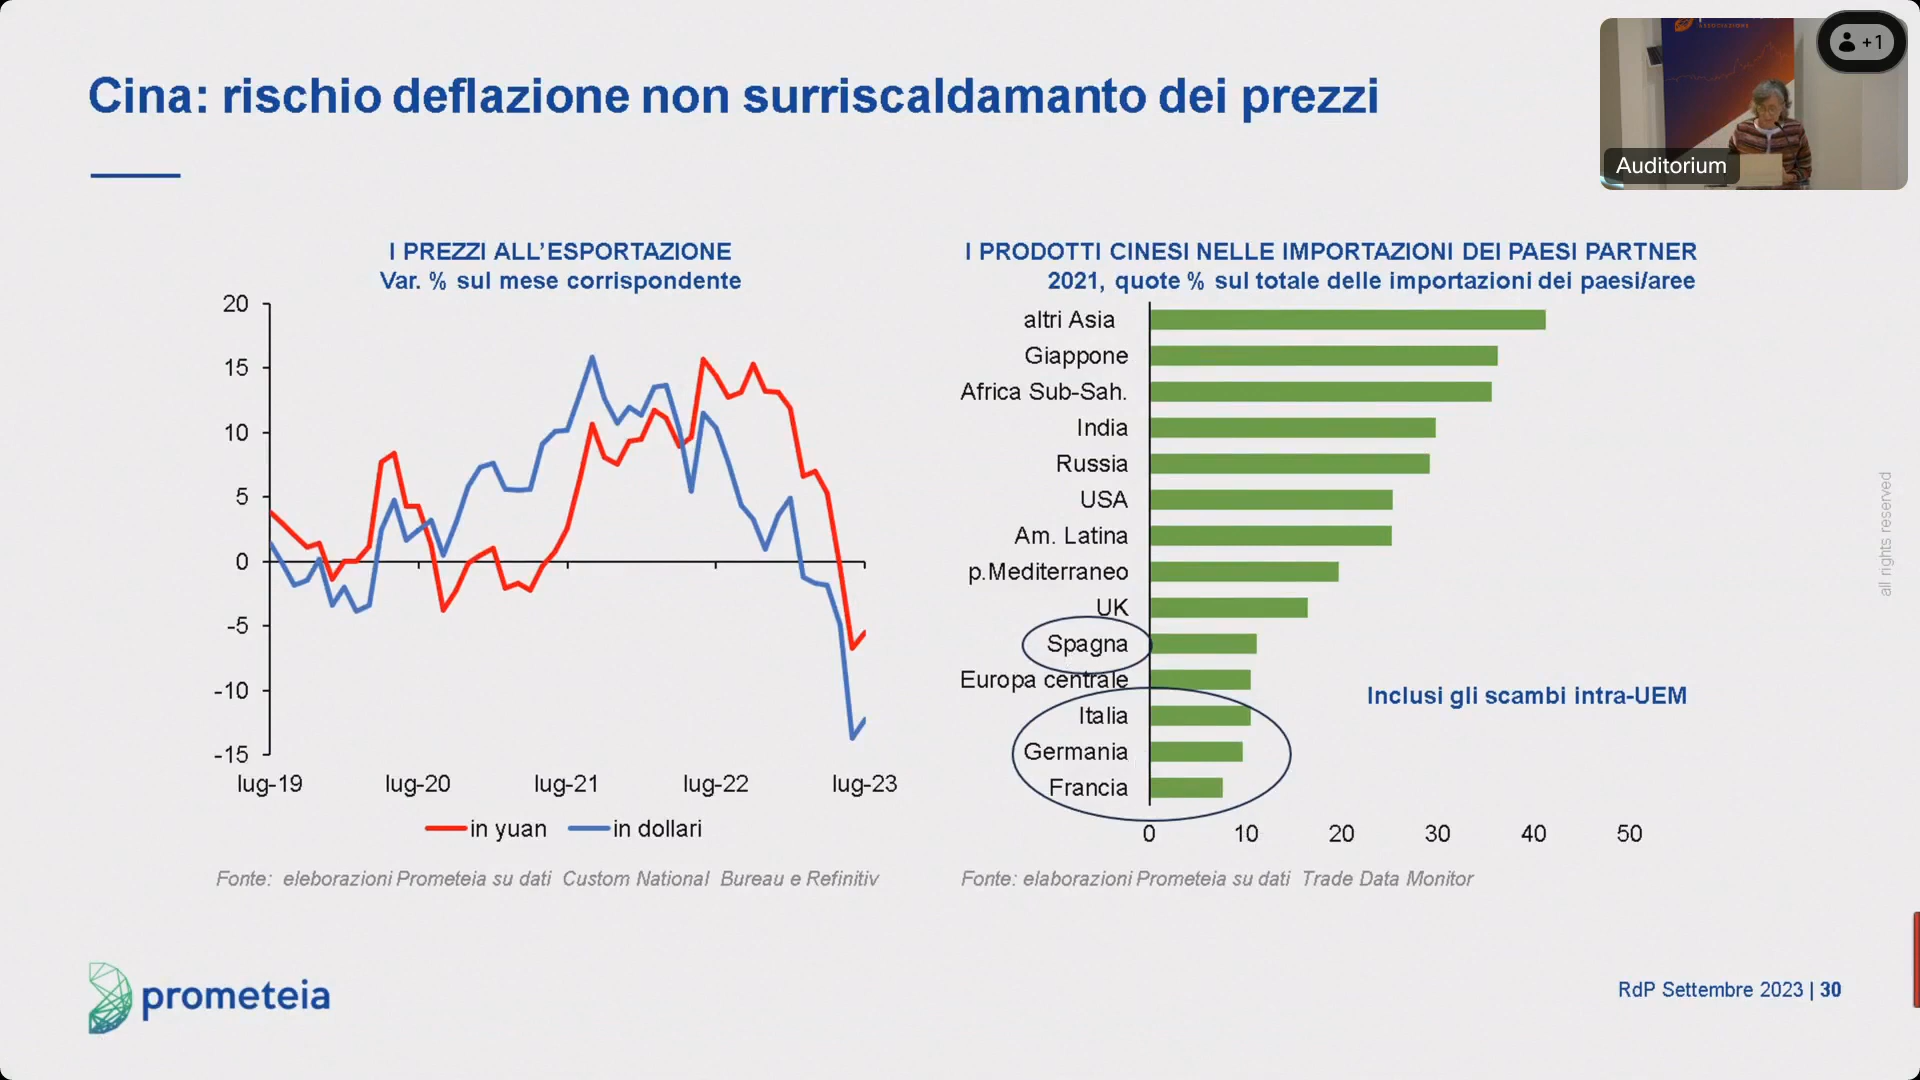 Cina: rischio deflazione non surriscaldamanto dei prezzi
+1
Auditorium
I PREZZI ALL'ESPORTAZIONE
Var. % sul mese corrispondente
20
15
10
5
0
-5
-10
-15
lug-19
lug-20
lug-21
lug-22
lug-23
in yuan
in dollari
Fonte: eleborazioni Prometeia su dati Custom National Bureau e Refinitiv
I PRODOTTI CINESI NELLE IMPORTAZIONI DEI PAESI PARTNER
2021, quote % sul totale delle importazioni dei paesi/aree
altri Asia
Giappone
Africa Sub-Sah.
India
Russia
USA
Am. Latina
p.Mediterraneo
UK
Spagna
Europa centrale
Italia
Germania
Francia
0
10
20
30
40
50
Inclusi gli scambi intra-UEM
Fonte: elaborazioni Prometeia su dati Trade Data Monitor
all rights reserved
prometeia
RdP Settembre 2023 | 30